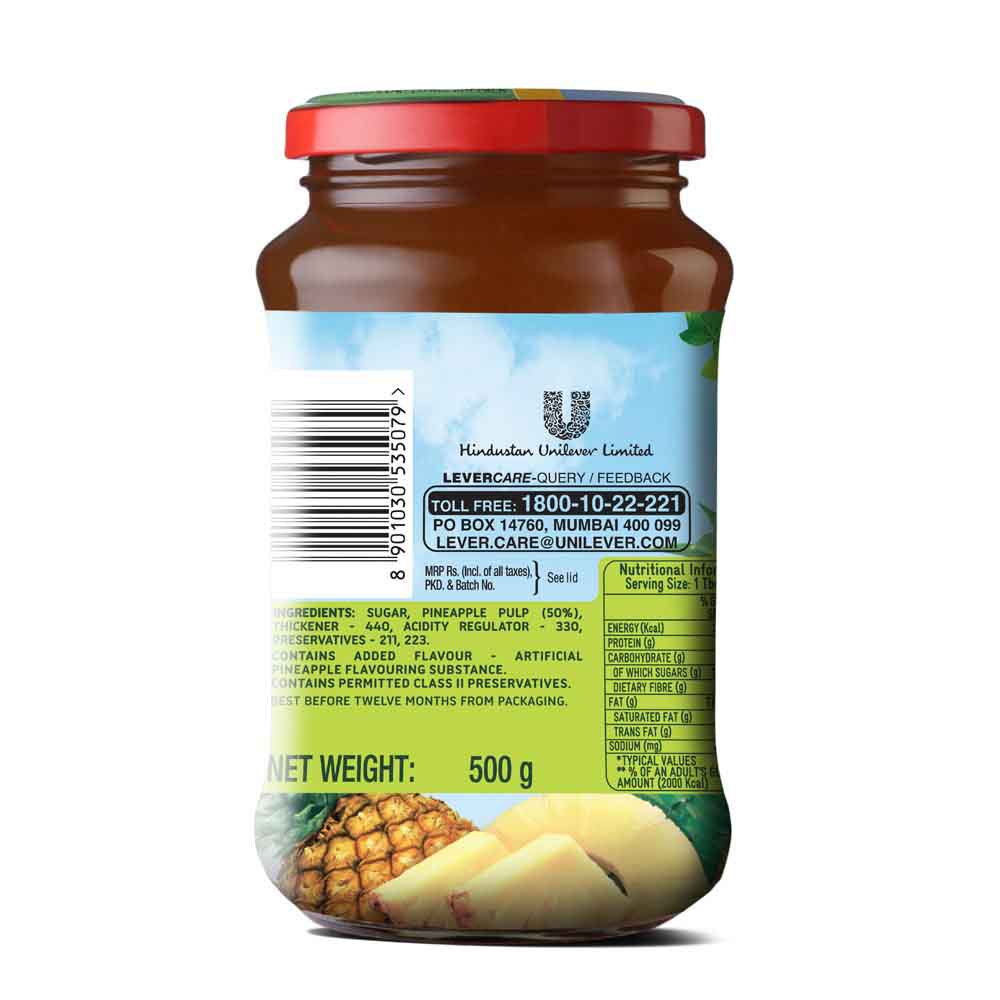 8 901030 535079 >
Hindustan Unilever Limited
LEVERCARE-QUERY / FEEDBACK
TOLL FREE: 1800-10-22-221
PO BOX 14760, MUMBAI 400 099
LEVER.CARE@UNILEVER.COM
MRP Rs. (Incl. of all taxes),
PKD. & Batch No.
} See lid
INGREDIENTS: SUGAR, PINEAPPLE PULP (50%),
THICKENER - 440, ACIDITY REGULATOR - 330,
PRESERVATIVES - 211, 223.
CONTAINS ADDED FLAVOUR - ARTIFICIAL
PINEAPPLE FLAVOURING SUBSTANCE.
CONTAINS PERMITTED CLASS II PRESERVATIVES.
BEST BEFORE TWELVE MONTHS FROM PACKAGING.
NET WEIGHT: 500 g
Nutritional
Serving Size: 1
ENERGY (Kcal)
PROTEIN (g)
CARBOHYDRATE (g)
OF WHICH SUGARS (g)
DIETARY FIBRE (g)
FAT (g)
SATURATED FAT (g)
TRANS FAT (g)
SODIUM (mg)
*TYPICAL VALUES
** % OF AN ADULT'S
AMOUNT (2000 Kcal)